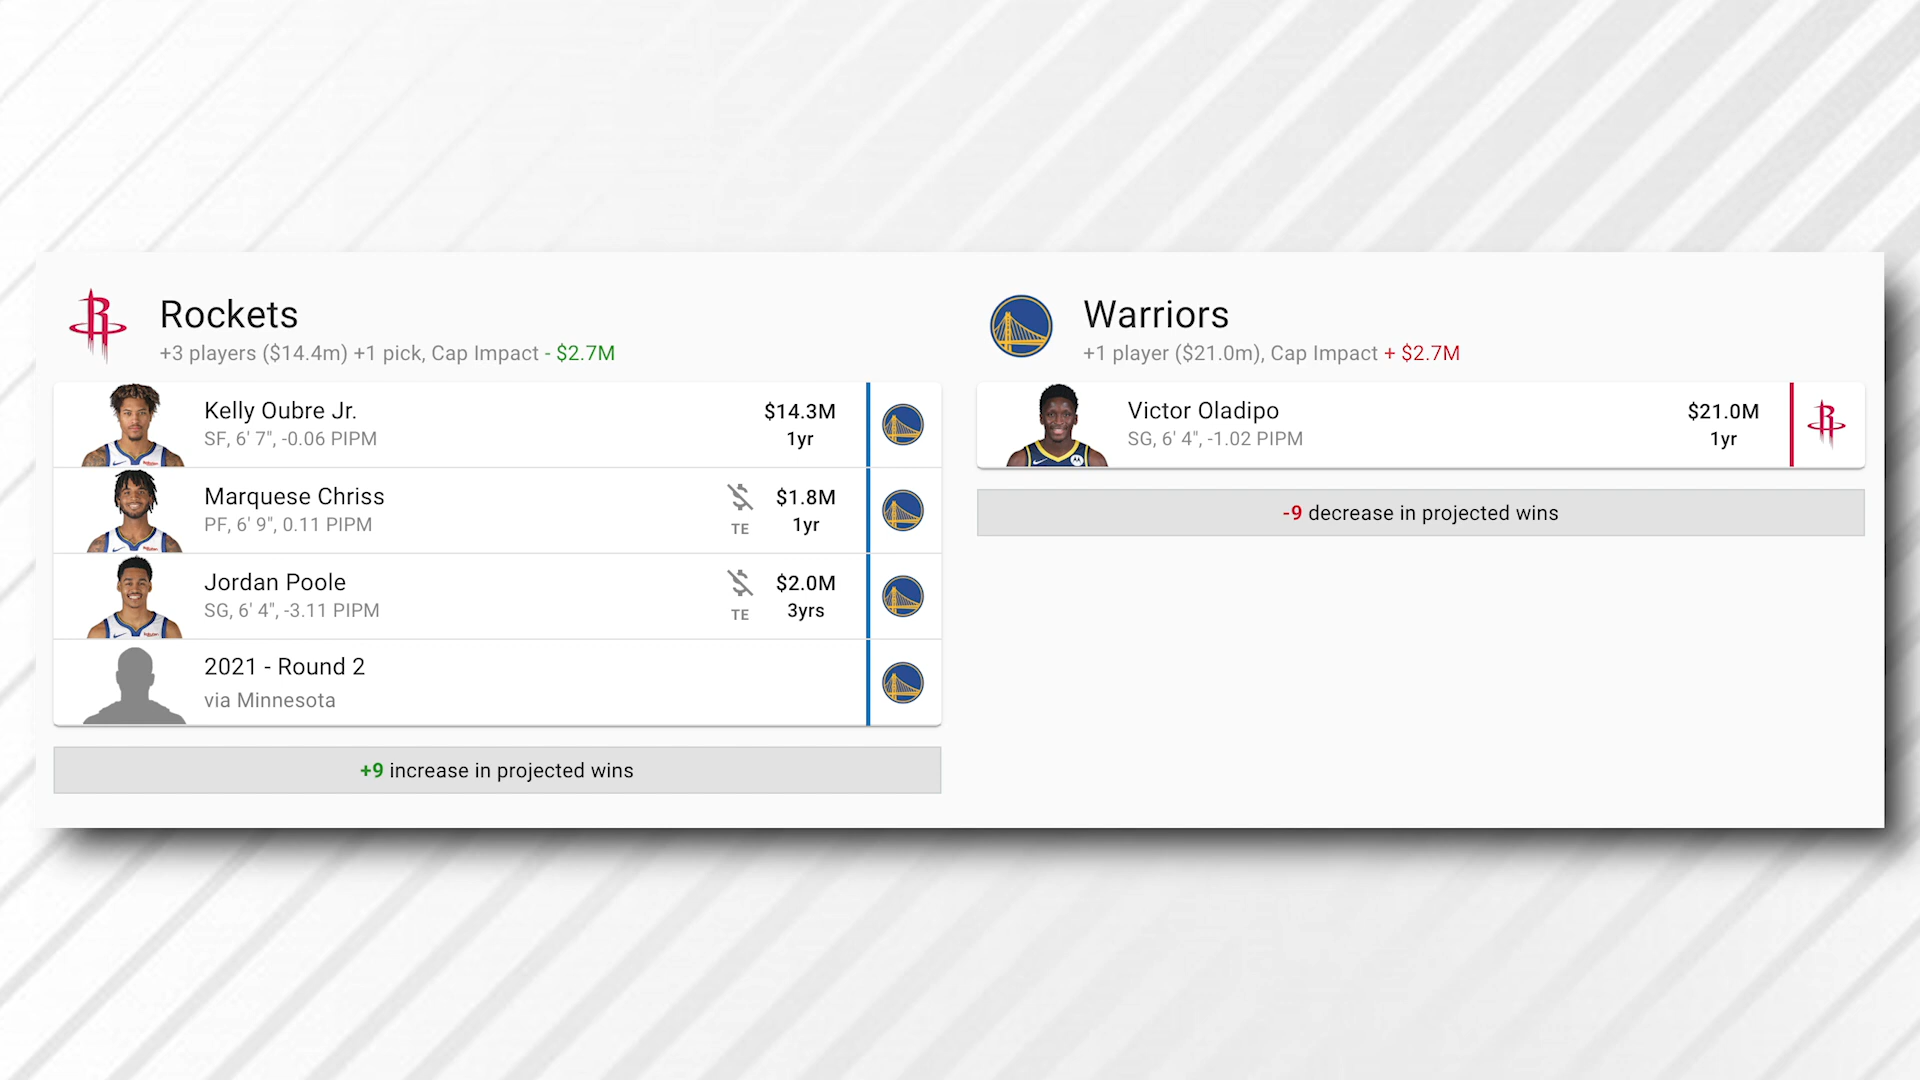 Rockets
+3 players ($14.4m) +1 pick, Cap Impact - $2.7M
Kelly Oubre Jr.
SF, 6' 7", -0.06 PIPM
$14.3M
1yr
Marquese Chriss
PF, 6' 9", 0.11 PIPM
TE
$1.8M
1yr
Jordan Poole
SG, 6' 4", -3.11 PIPM
TE
$2.0M
3yrs
2021 - Round 2
via Minnesota
+9 increase in projected wins
Warriors
+1 player ($21.0m), Cap Impact + $2.7M
Victor Oladipo
SG, 6' 4", -1.02 PIPM
$21.0M
1yr
-9 decrease in projected wins